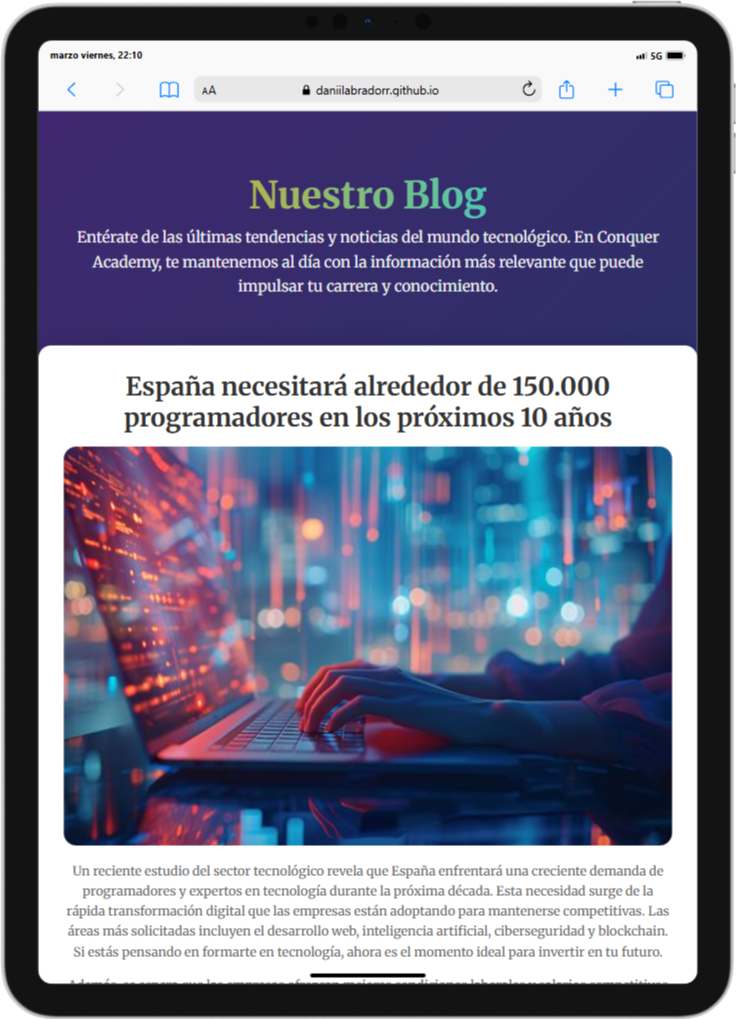 marzo viernes, 22:10
5G
AA
daniilabradorr.github.io
Nuestro Blog
Entérate de las últimas tendencias y noticias del mundo tecnológico. En Conquer
Academy, te mantenemos al día con la información más relevante que puede
impulsar tu carrera y conocimiento.
España necesitará alrededor de 150.000
programadores en los próximos 10 años
Un reciente estudio del sector tecnológico revela que España enfrentará una creciente demanda de
programadores y expertos en tecnología durante la próxima década. Esta necesidad surge de la
rápida transformación digital que las empresas están adoptando para mantenerse competitivas. Las
áreas más solicitadas incluyen el desarrollo web, inteligencia artificial, ciberseguridad y blockchain.
Si estás pensando en formarte en tecnología, ahora es el momento ideal para invertir en tu futuro.